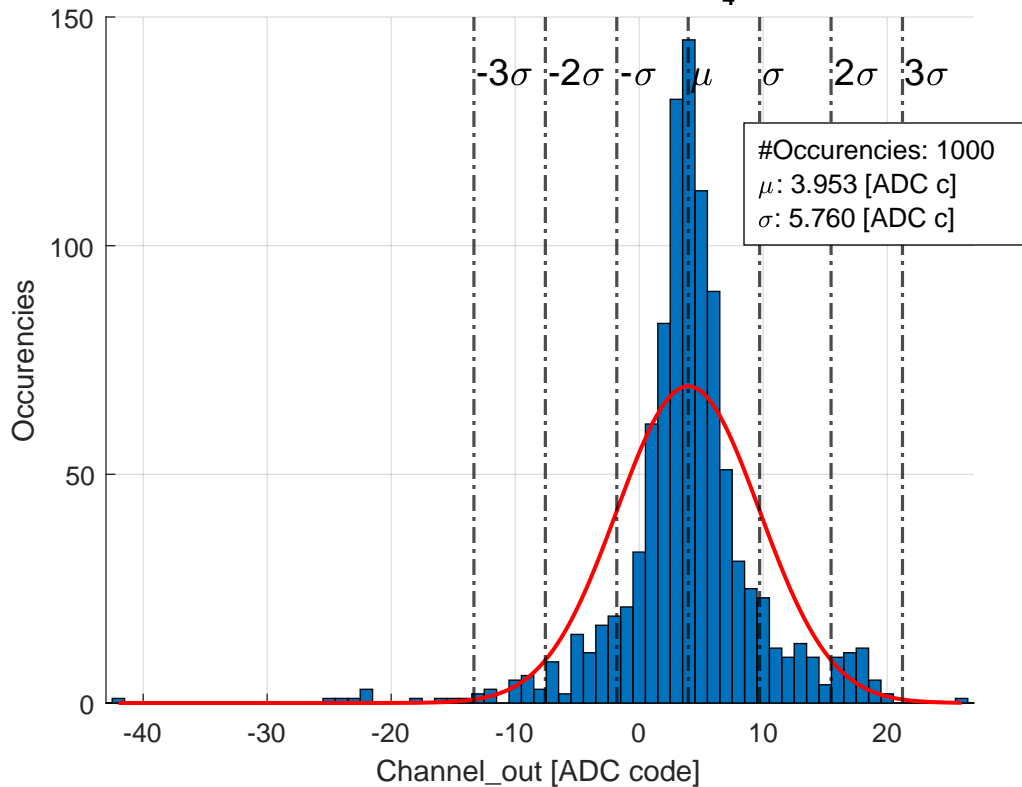 4
150
100
50
0
Occurencies
-3σ
-2σ
-σ
μ
σ
2σ
3σ
#Occurencies: 1000
μ: 3.953 [ADC c]
σ: 5.760 [ADC c]
-40
-30
-20
-10
0
10
20
Channel_out [ADC code]